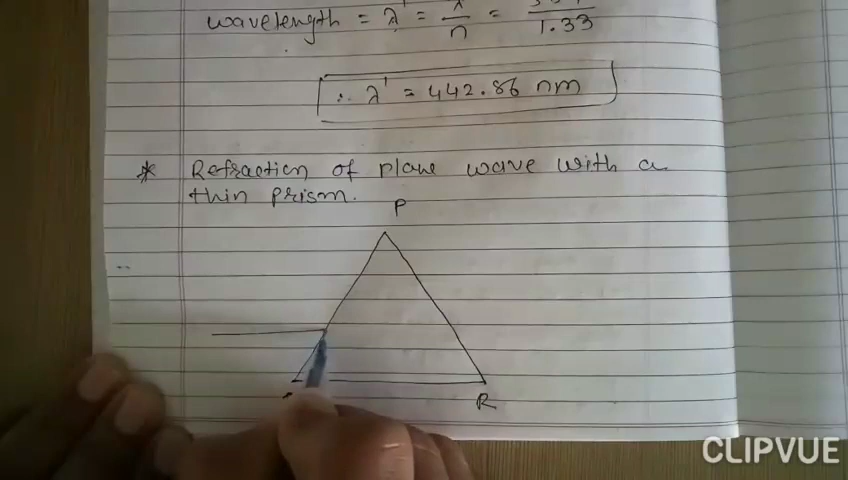 wavelength = λ' = λ/n = /1.33
∴ λ' = 442.86 nm
* Refraction of plane wave with a
thin prism.
P
R
CLIPVUE